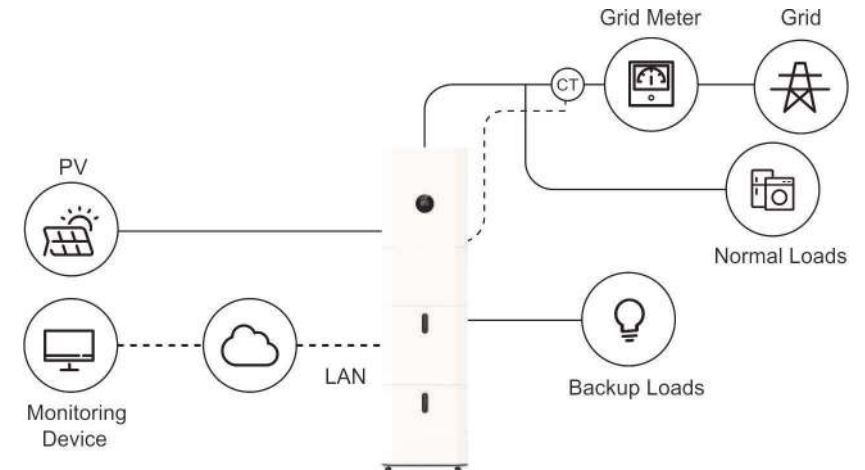 Grid Meter
Grid
CT
PV
Normal Loads
LAN
Backup Loads
Monitoring
Device